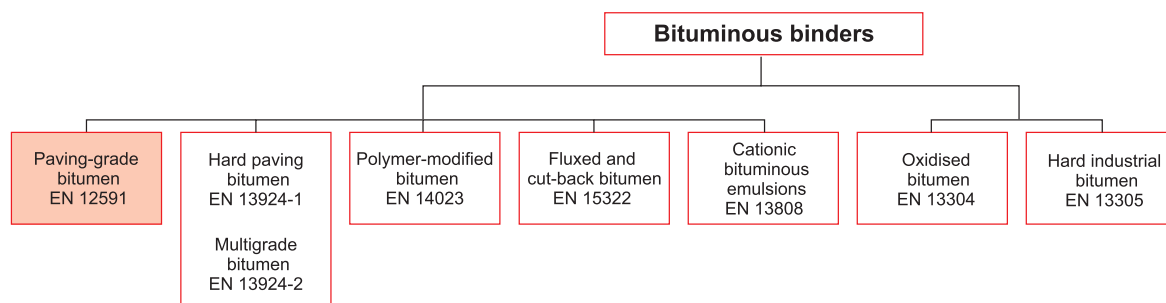 Bituminous binders
Paving-grade
bitumen
EN 12591
Hard paving
bitumen
EN 13924-1
Multigrade
bitumen
EN 13924-2
Polymer-modified
bitumen
EN 14023
Fluxed and
cut-back bitumen
EN 15322
Cationic
bituminous
emulsions
EN 13808
Oxidised
bitumen
EN 13304
Hard industrial
bitumen
EN 13305